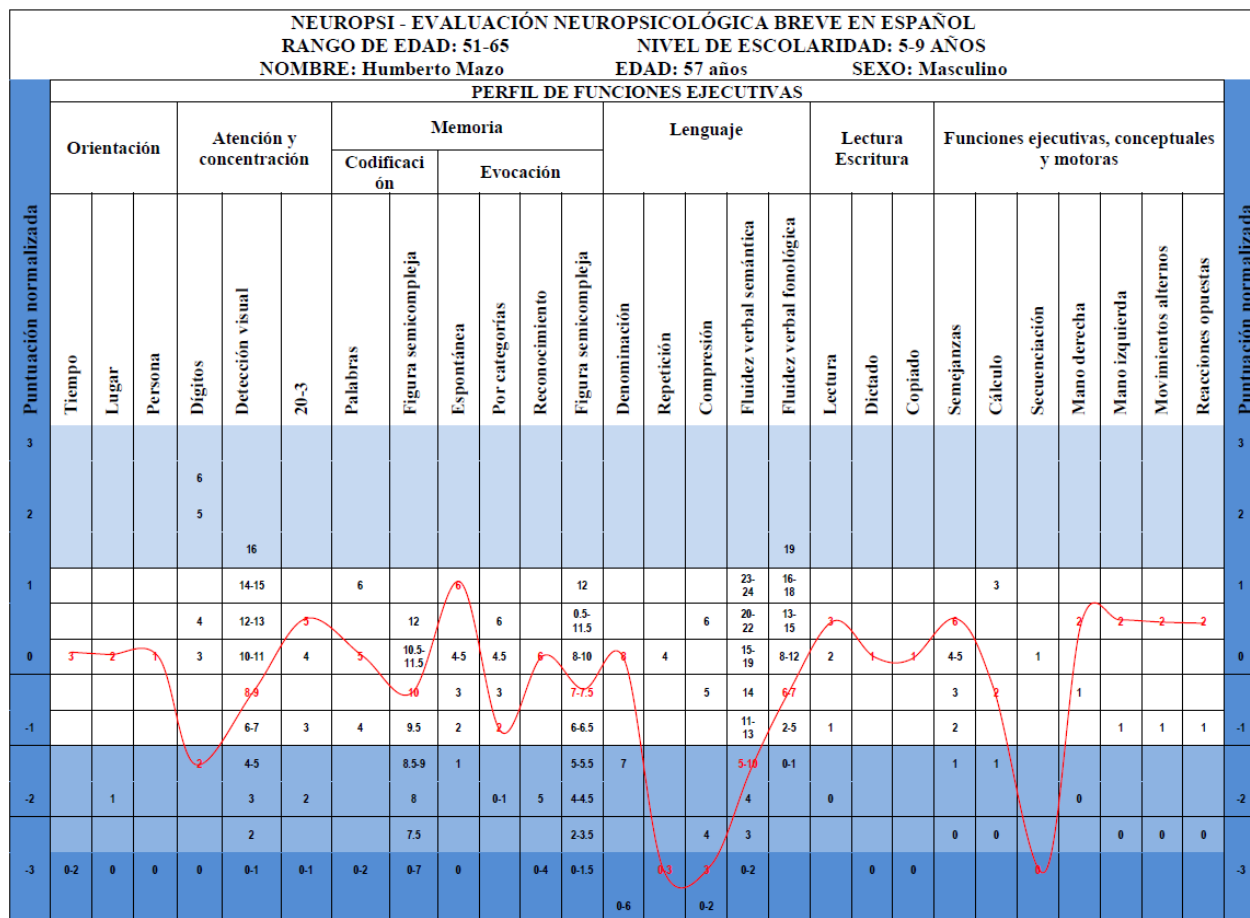 NEUROPSI - EVALUACIÓN NEUROPSICOLÓGICA BREVE EN ESPAÑOL
RANGO DE EDAD: 51-65 NIVEL DE ESCOLARIDAD: 5-9 AÑOS
NOMBRE: Humberto Mazo EDAD: 57 años SEXO: Masculino
PERFIL DE FUNCIONES EJECUTIVAS
Orientación
Atención y
concentración
Memoria
Codificaci
ón
Evocación
Lenguaje
Lectura
Escritura
Funciones ejecutivas, conceptuales
y motoras
Puntuación normalizada
Tiempo
Lugar
Persona
Dígitos
Detección visual
20-3
Palabras
Figura semicompleja
Espontánea
Por categorías
Reconocimiento
Figura semicompleja
Denominación
Repetición
Compresión
Fluidez verbal semántica
Fluidez verbal fonológica
Lectura
Dictado
Copiado
Semejanzas
Cálculo
Secuenciación
Mano derecha
Mano izquierda
Movimientos alternos
Reacciones opuestas
Puntuación normalizada
3 3
6
2 5 2
16 19
1 14-15 6 6 12 23-24 16-18 3 1
4 12-13 5 12 6 0.5-11.5 6 20-22 13-15 3 6 2 2 2 2
0 3 2 1 3 10-11 4 5 10.5-11.5 4-5 4.5 6 8-10 8 4 15-19 8-12 2 1 1 4-5 1 0
8-9 10 3 3 7-7.5 5 14 6-7 3 2 1
-1 6-7 3 4 9.5 2 2 6-6.5 11-13 2-5 1 2 1 1 1 -1
2 4-5 8.5-9 1 5-5.5 7 5-10 0-1 1 1
-2 1 3 2 8 0-1 5 4-4.5 4 0 0 -2
2 7.5 2-3.5 4 3 0 0 0 0 0
-3 0-2 0 0 0 0-1 0-1 0-2 0-7 0 0-4 0-1.5 0-3 3 0-2 0 0 0 -3
0-6 0-2